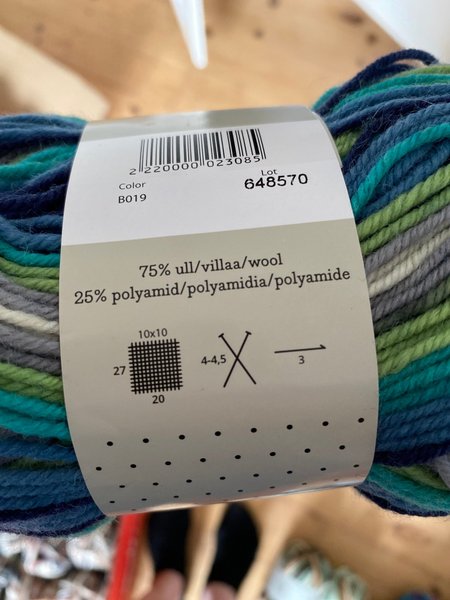 2 220000 023085
Color
B019
Lot
648570
75% ull/villaa/wool
25% polyamid/polyamidia/polyamide
10x10
27
20
4-4,5
3